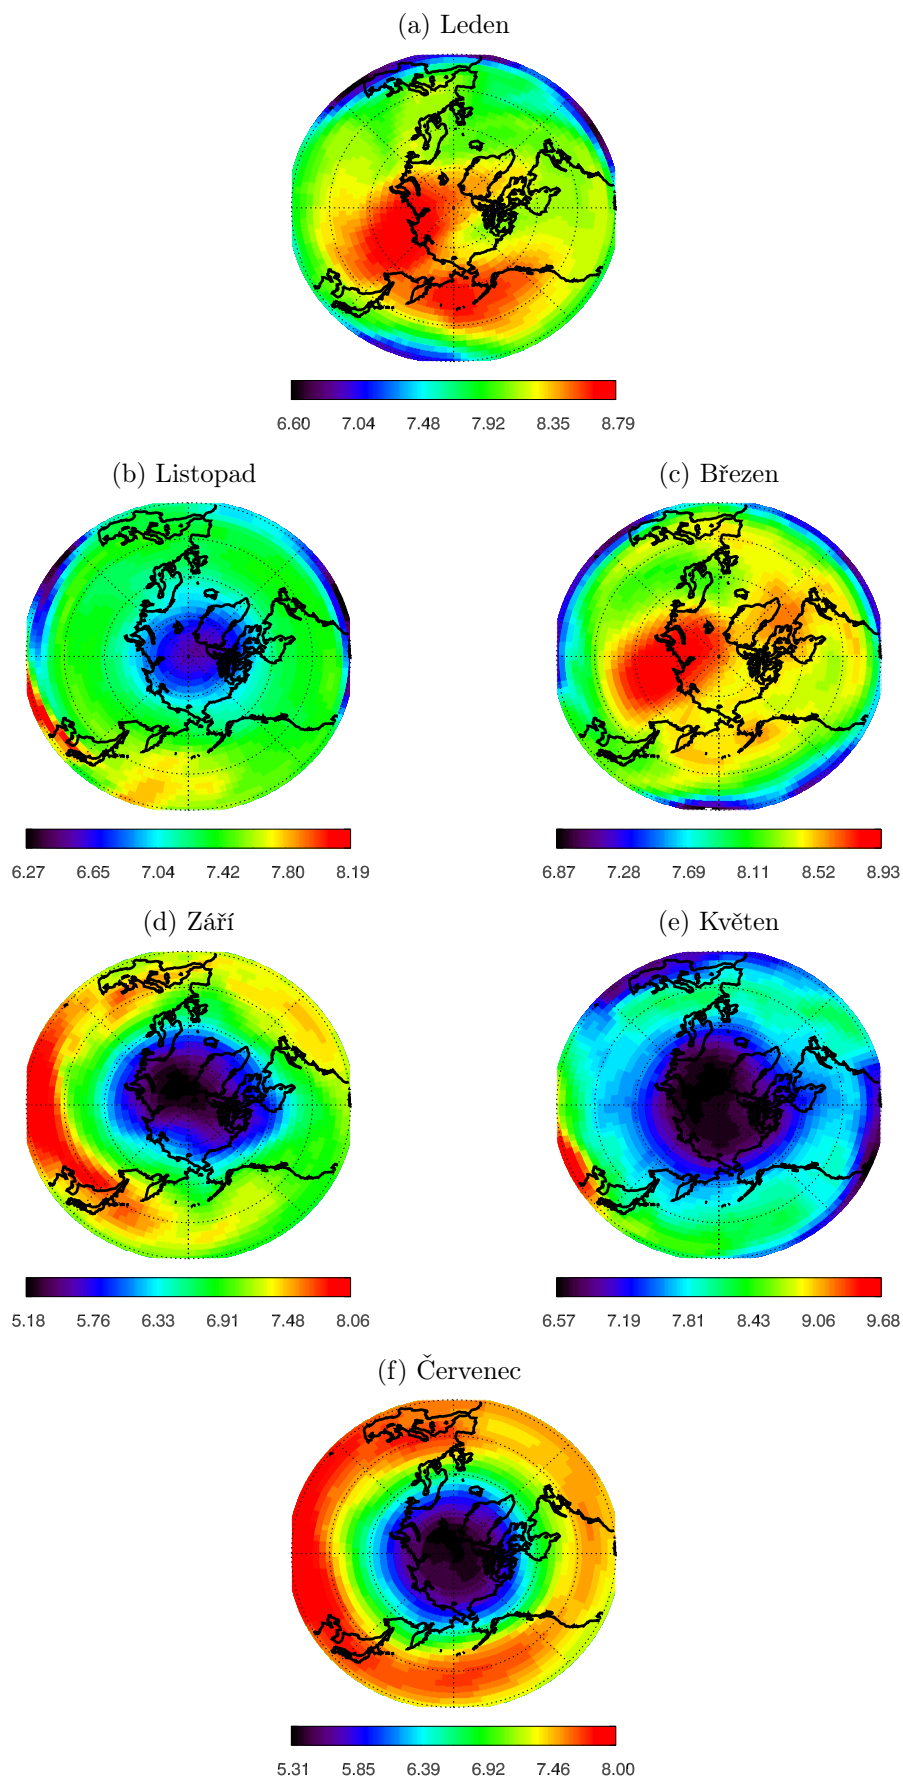 (a) Leden
6.60 7.04 7.48 7.92 8.35 8.79
(b) Listopad
(c) Březen
6.27 6.65 7.04 7.42 7.80 8.19
6.87 7.28 7.69 8.11 8.52 8.93
(d) Září
(e) Květen
5.18 5.76 6.33 6.91 7.48 8.06
6.57 7.19 7.81 8.43 9.06 9.68
(f) Červenec
5.31 5.85 6.39 6.92 7.46 8.00